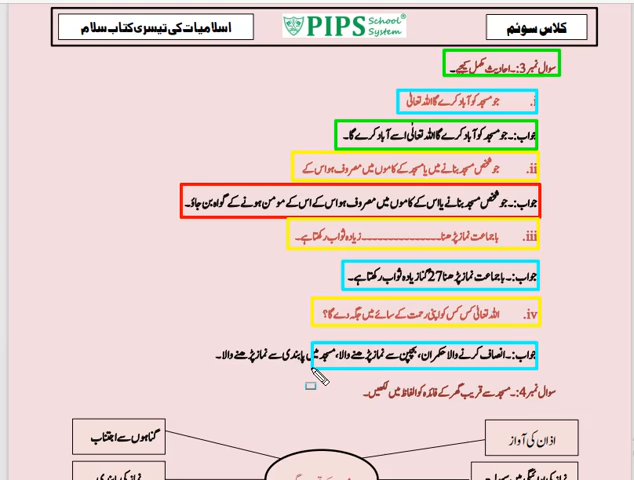 کلاس سوئم
PIPS School System
اسلامیات کی تیسری کتاب سلام
سوال نمبر 3:۔ احادیث مکمل کیجیے۔
i. جو مسجد کو آباد کرے گا اللہ تعالیٰ
جواب:۔ جو مسجد کو آباد کرے گا اللہ تعالیٰ اسے آباد کرے گا۔
ii. جو شخص مسجد بنانے میں یا مسجد کے کاموں میں مصروف ہو اس کے
جواب:۔ جو شخص مسجد بنانے یا اس کے کاموں میں مصروف ہو اس کے اس کے مومن ہونے کے گواہ بن جاؤ۔
iii. باجماعت نماز پڑھنا۔۔۔۔۔۔۔۔۔۔۔۔۔۔۔۔ زیادہ ثواب رکھتا ہے۔
جواب:۔ باجماعت نماز پڑھنا 27 گنا زیادہ ثواب رکھتا ہے۔
iv. اللہ تعالیٰ کس کس کو اپنی رحمت کے سائے میں جگہ دے گا؟
جواب:۔ انصاف کرنے والا حکمران، بچپن سے نماز پڑھنے والا، مسجد میں پابندی سے نماز پڑھنے والا۔
سوال نمبر 4:۔ مسجد سے قریب گھر کے فائدہ کو الفاظ میں لکھیں۔
اذان کی آواز
گناہوں سے اجتناب